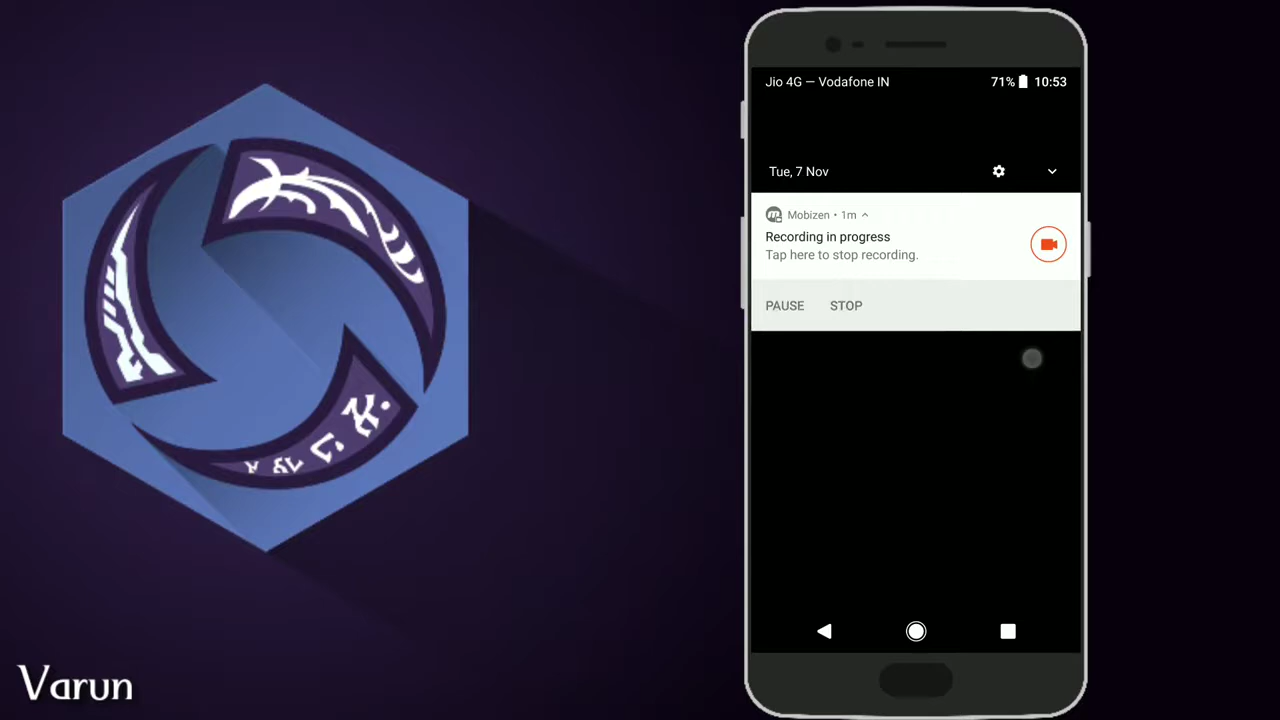 Jio 4G — Vodafone IN
71% 10:53
Tue, 7 Nov
Mobizen • 1m
Recording in progress
Tap here to stop recording.
PAUSE STOP
Varun